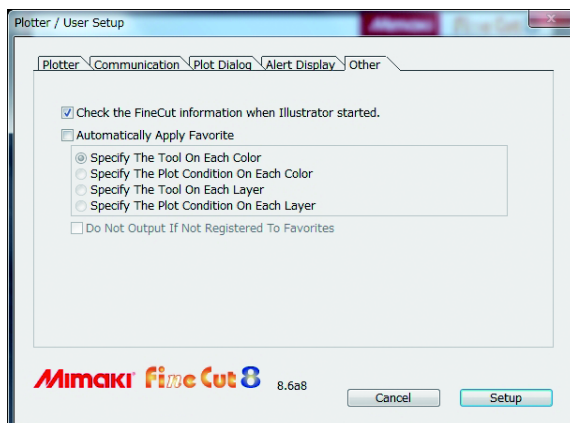 Plotter / User Setup
Plotter Communication Plot Dialog Alert Display Other
Check the FineCut information when Illustrator started.
Automatically Apply Favorite
Specify The Tool On Each Color
Specify The Plot Condition On Each Color
Specify The Tool On Each Layer
Specify The Plot Condition On Each Layer
Do Not Output If Not Registered To Favorites
Mimaki Fine Cut 8 8.6a8
Cancel Setup